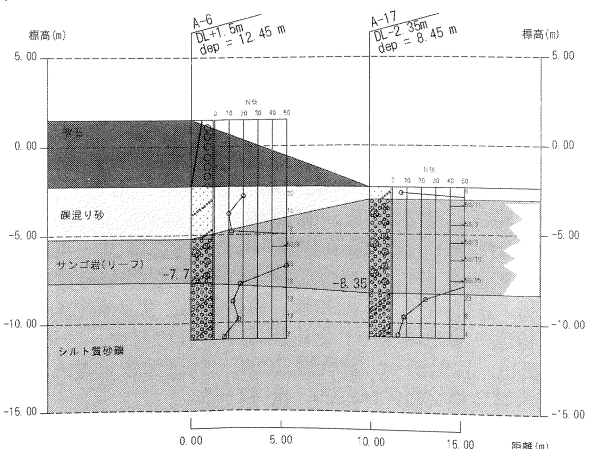 A-6
DL+1.5m
dep = 12.45 m
A-17
DL-2.35m
dep = 8.45 m
標高(m)
標高(m)
5.00
5.00
N値
0 10 20 30 40 50
0.00
0.00
N値
0 10 20 30 40 50
礫混り砂
-5.00
-5.00
サンゴ岩(リーフ)
-7.7
-8.35
-10.00
-10.00
シルト質砂礫
-15.00
-15.00
0.00
5.00
10.00
15.00
距離(m)